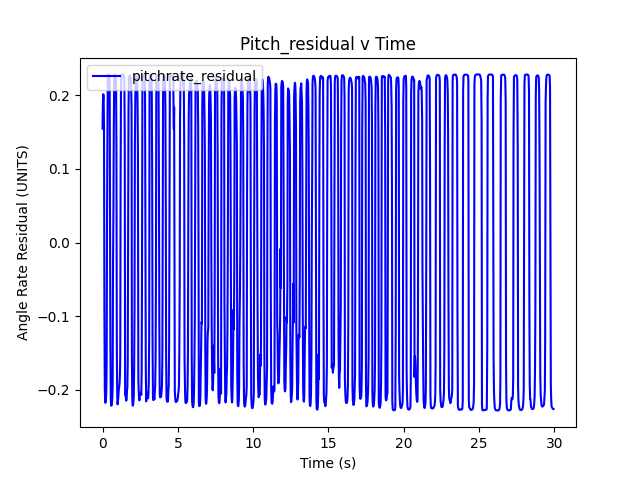 Pitch_residual v Time
pitchrate_residual
Angle Rate Residual (UNITS)
0.2
0.1
0.0
−0.1
−0.2
0 5 10 15 20 25 30
Time (s)